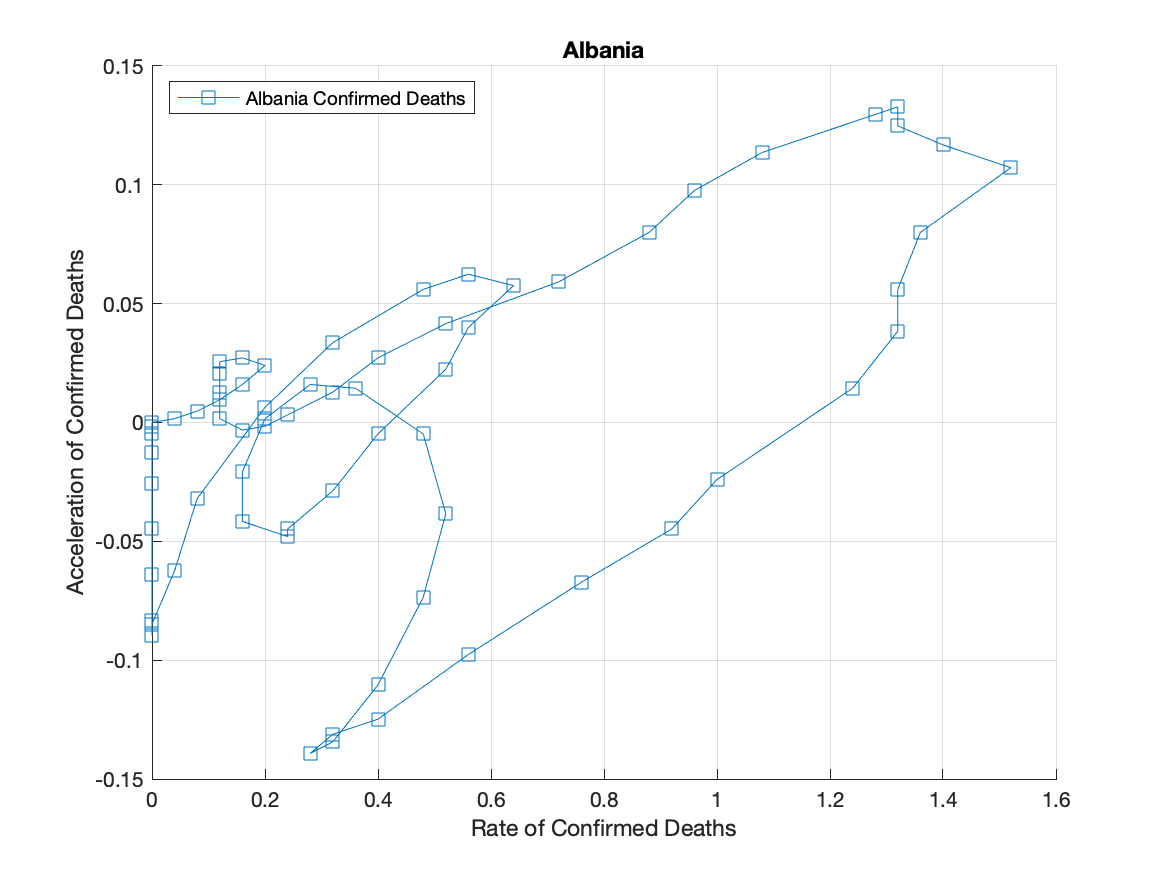 Albania
Albania Confirmed Deaths
0.15
0.1
0.05
0
-0.05
-0.1
-0.15
Acceleration of Confirmed Deaths
0 0.2 0.4 0.6 0.8 1 1.2 1.4 1.6
Rate of Confirmed Deaths